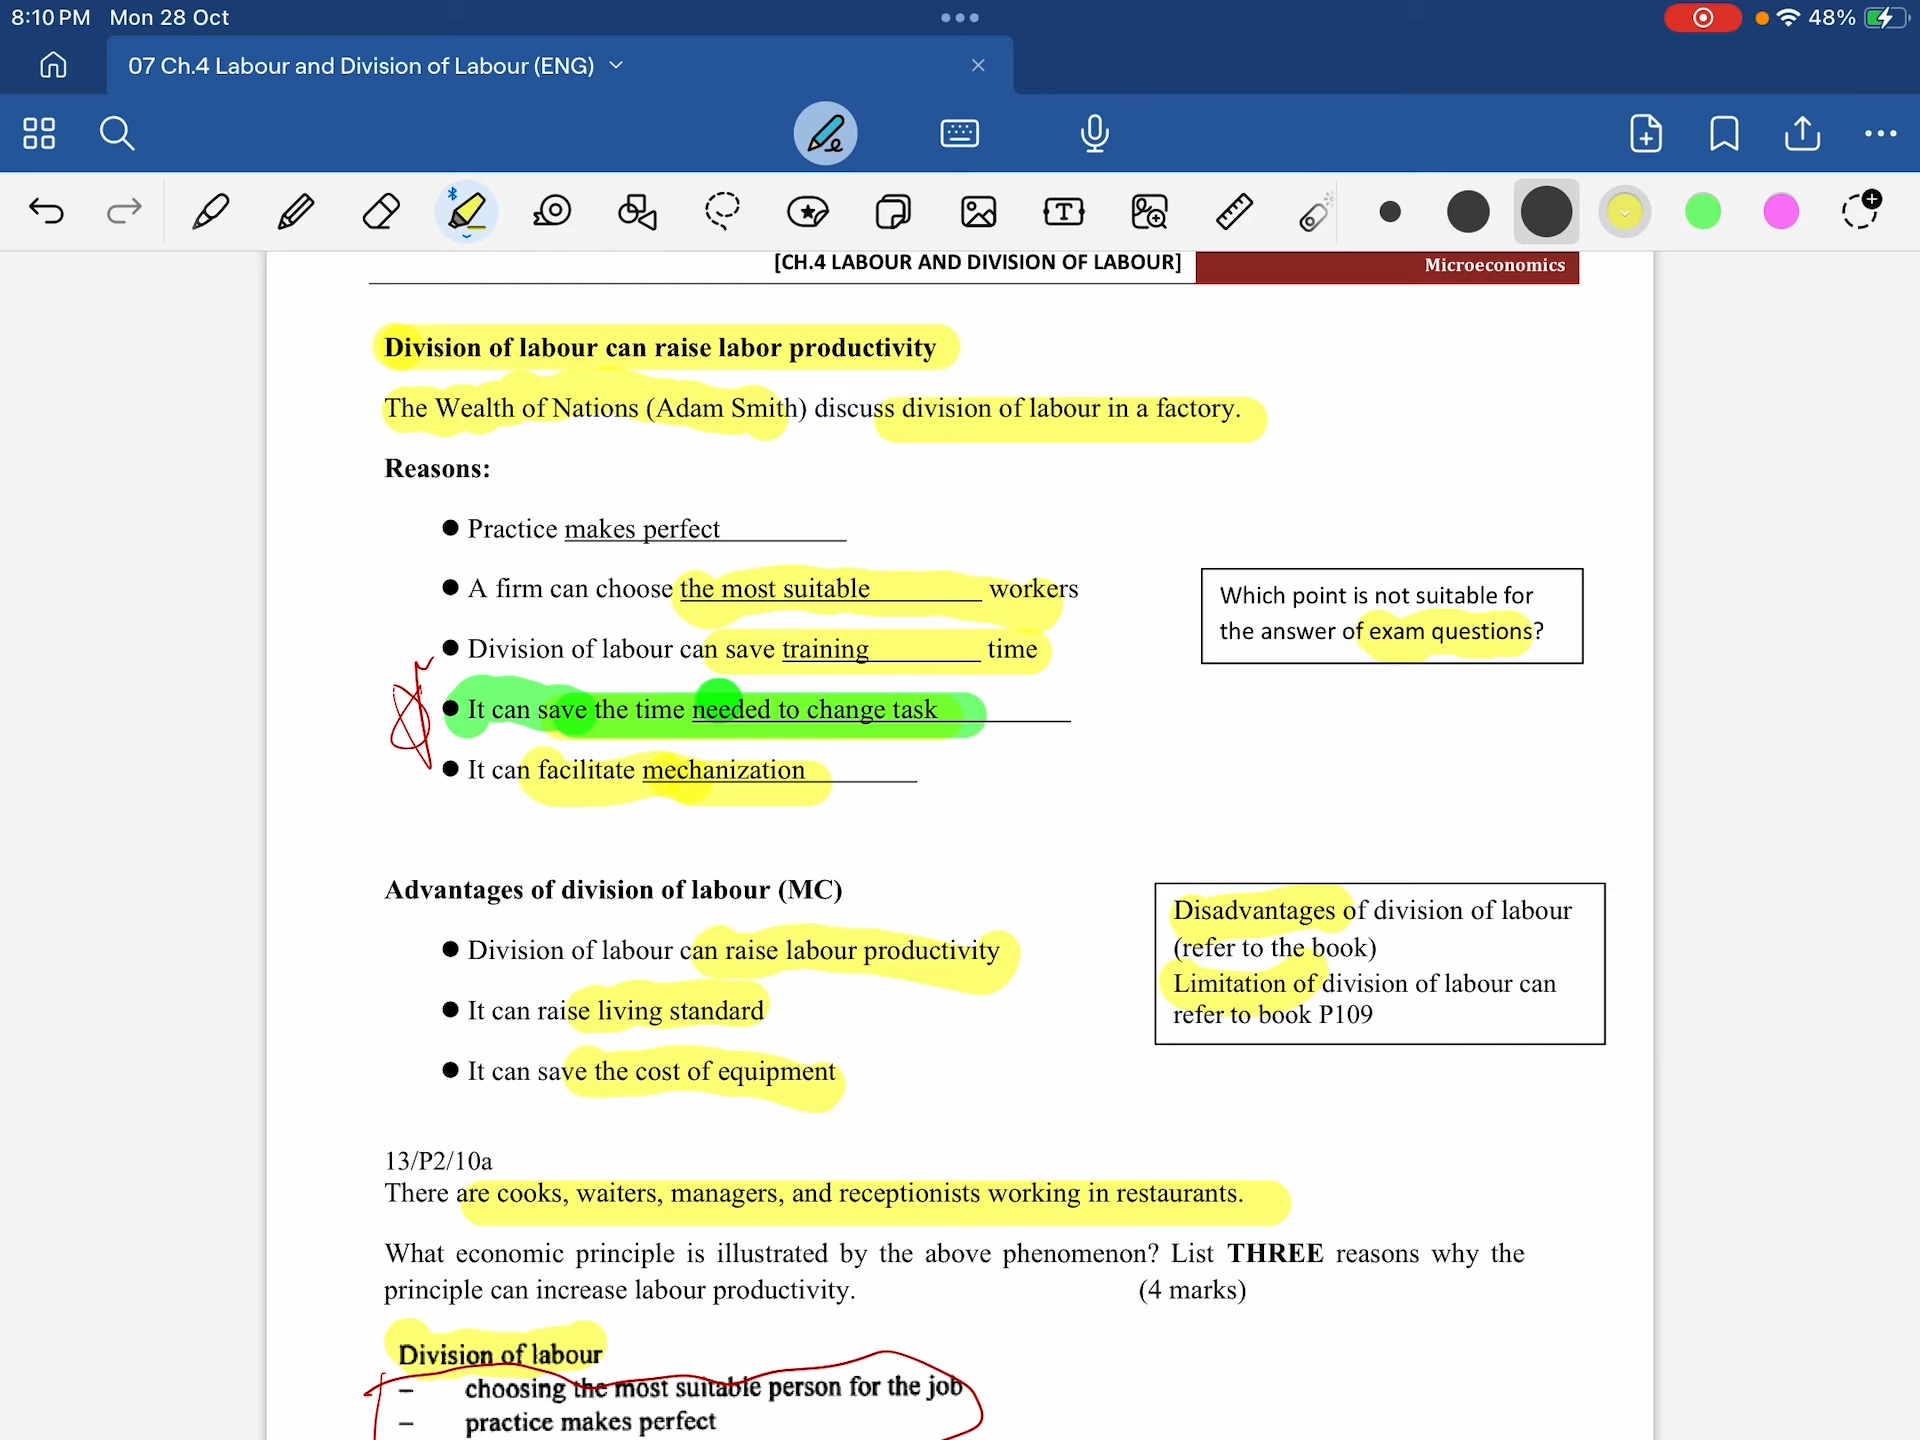 8:10 PM Mon 28 Oct
48%
07 Ch.4 Labour and Division of Labour (ENG)
[CH.4 LABOUR AND DIVISION OF LABOUR] Microeconomics
Division of labour can raise labor productivity
The Wealth of Nations (Adam Smith) discuss division of labour in a factory.
Reasons:
● Practice makes perfect
● A firm can choose the most suitable workers
● Division of labour can save training time
● It can save the time needed to change task
● It can facilitate mechanization
Which point is not suitable for
the answer of exam questions?
Advantages of division of labour (MC)
● Division of labour can raise labour productivity
● It can raise living standard
● It can save the cost of equipment
Disadvantages of division of labour
(refer to the book)
Limitation of division of labour can
refer to book P109
13/P2/10a
There are cooks, waiters, managers, and receptionists working in restaurants.
What economic principle is illustrated by the above phenomenon? List THREE reasons why the
principle can increase labour productivity. (4 marks)
Division of labour
– choosing the most suitable person for the job
– practice makes perfect